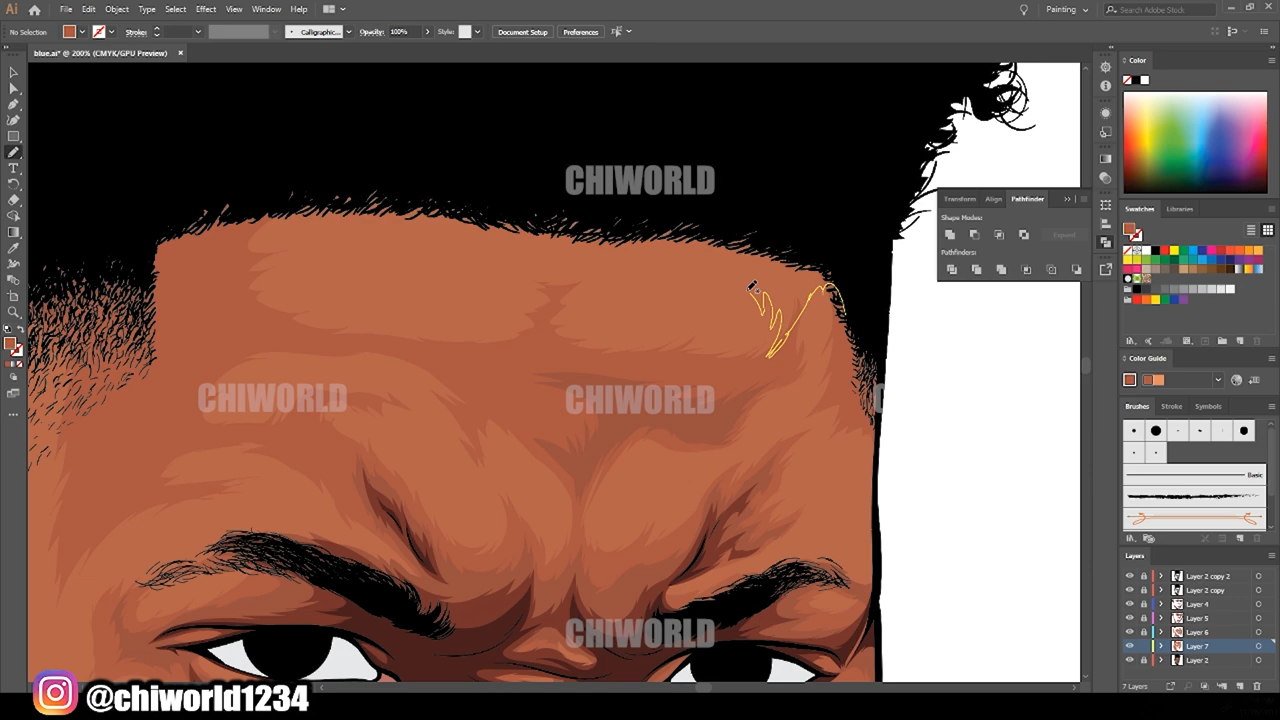 Ai File Edit Object Type Select Effect View Window Help Painting Search Adobe Stock
No Selection Stroke: Calligraphic... Opacity: 100% Style: Document Setup Preferences
blue.ai* @ 200% (CMYK/GPU Preview) ×
Color
CHIWORLD
Transform Align Pathfinder
Shape Modes:
Expand
Pathfinders:
Swatches Libraries
Color Guide
CHIWORLD
CHIWORLD
C
Brushes Stroke Symbols
Basic
Layers
Layer 2 copy 2
Layer 2 copy
Layer 4
Layer 5
Layer 6
Layer 7
Layer 2
7 Layers
CHIWORLD
@chiworld1234